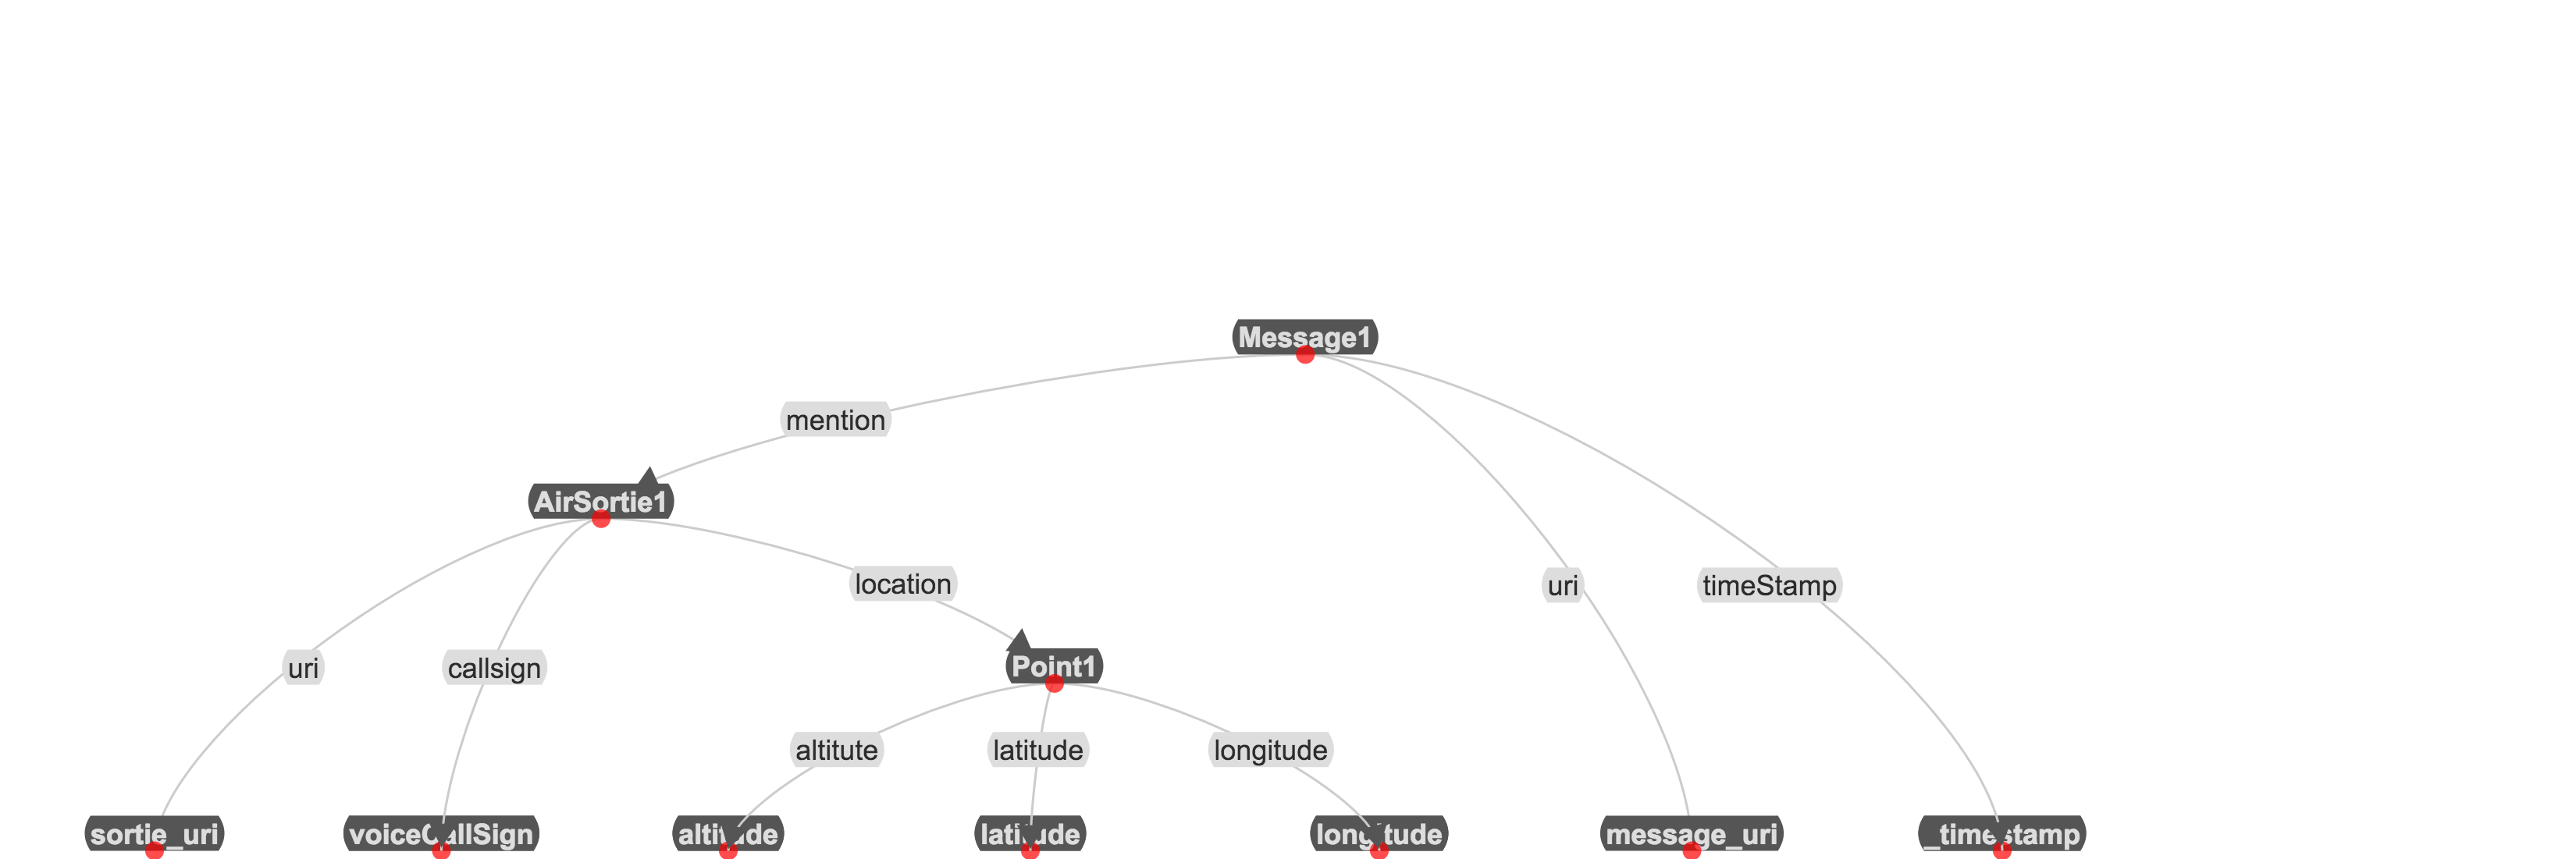 Message1
mention
AirSortie1
location
uri
timeStamp
uri
callsign
Point1
altitute
latitude
longitude
sortie_uri
voiceCallSign
altitude
latitude
longitude
message_uri
_timestamp